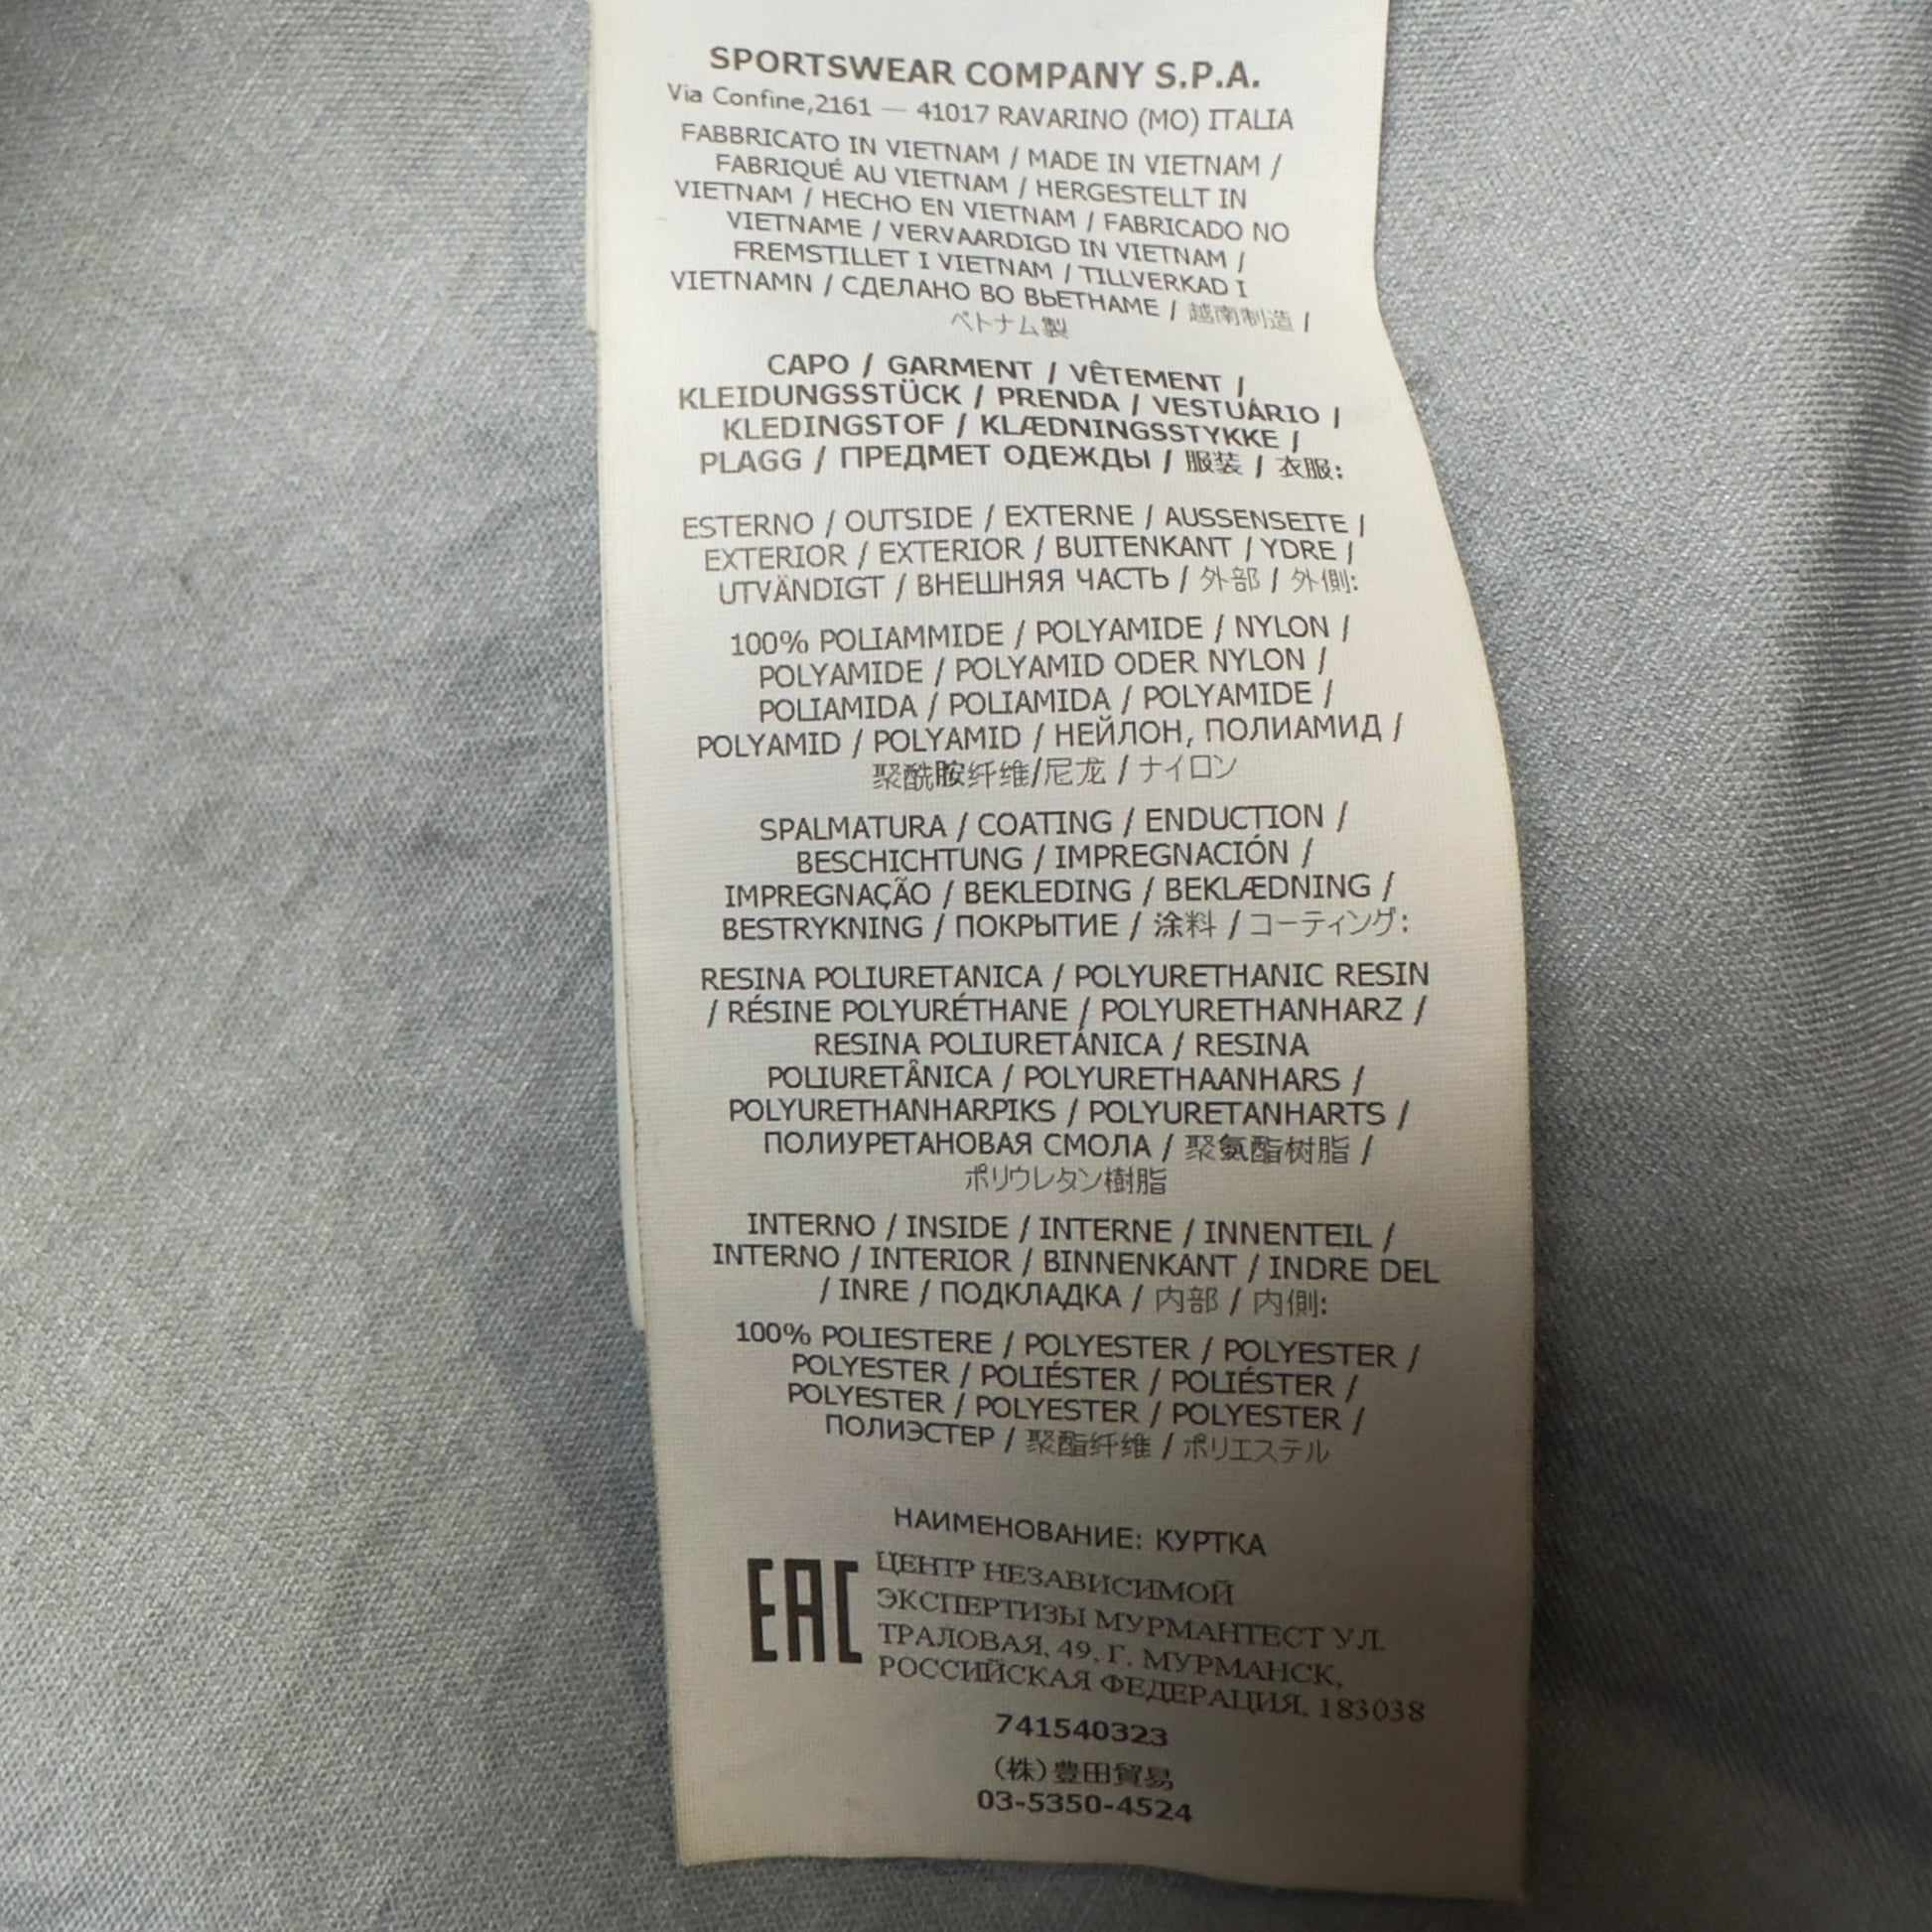 SPORTSWEAR COMPANY S.P.A.
Via Confine,2161 — 41017 RAVARINO (MO) ITALIA
FABBRICATO IN VIETNAM / MADE IN VIETNAM /
FABRIQUÉ AU VIETNAM / HERGESTELLT IN
VIETNAM / HECHO EN VIETNAM / FABRICADO NO
VIETNAME / VERVAARDIGD IN VIETNAM /
FREMSTILLET I VIETNAM / TILLVERKAD I
VIETNAMN / СДЕЛАНО ВО ВЬЕТНАМЕ / 越南制造 /
ベトナム製
CAPO / GARMENT / VÊTEMENT /
KLEIDUNGSSTÜCK / PRENDA / VESTUÁRIO /
KLEDINGSTOF / KLÆDNINGSSTYKKE /
PLAGG / ПРЕДМЕТ ОДЕЖДЫ / 服装 / 衣服:
ESTERNO / OUTSIDE / EXTERNE / AUSSENSEITE /
EXTERIOR / EXTERIOR / BUITENKANT / YDRE /
UTVÄNDIGT / ВНЕШНЯЯ ЧАСТЬ / 外部 / 外側:
100% POLIAMMIDE / POLYAMIDE / NYLON /
POLYAMIDE / POLYAMID ODER NYLON /
POLIAMIDA / POLIAMIDA / POLYAMIDE /
POLYAMID / POLYAMID / НЕЙЛОН, ПОЛИАМИД /
聚酰胺纤维/尼龙 / ナイロン
SPALMATURA / COATING / ENDUCTION /
BESCHICHTUNG / IMPREGNACIÓN /
IMPREGNAÇÃO / BEKLEDING / BEKLÆDNING /
BESTRYKNING / ПОКРЫТИЕ / 涂料 / コーティング:
RESINA POLIURETANICA / POLYURETHANIC RESIN
/ RÉSINE POLYURÉTHANE / POLYURETHANHARZ /
RESINA POLIURETÁNICA / RESINA
POLIURETÂNICA / POLYURETHAANHARS /
POLYURETHANHARPIKS / POLYURETANHARTS /
ПОЛИУРЕТАНОВАЯ СМОЛА / 聚氨酯树脂 /
ポリウレタン樹脂
INTERNO / INSIDE / INTERNE / INNENTEIL /
INTERNO / INTERIOR / BINNENKANT / INDRE DEL
/ INRE / ПОДКЛАДКА / 内部 / 内側:
100% POLIESTERE / POLYESTER / POLYESTER /
POLYESTER / POLIÉSTER / POLIÉSTER /
POLYESTER / POLYESTER / POLYESTER /
ПОЛИЭСТЕР / 聚酯纤维 / ポリエステル
НАИМЕНОВАНИЕ: КУРТКА
EAC
ЦЕНТР НЕЗАВИСИМОЙ
ЭКСПЕРТИЗЫ МУРМАНТЕСТ УЛ.
ТРАЛОВАЯ, 49, Г. МУРМАНСК,
РОССИЙСКАЯ ФЕДЕРАЦИЯ, 183038
741540323
(株)豊田貿易
03-5350-4524